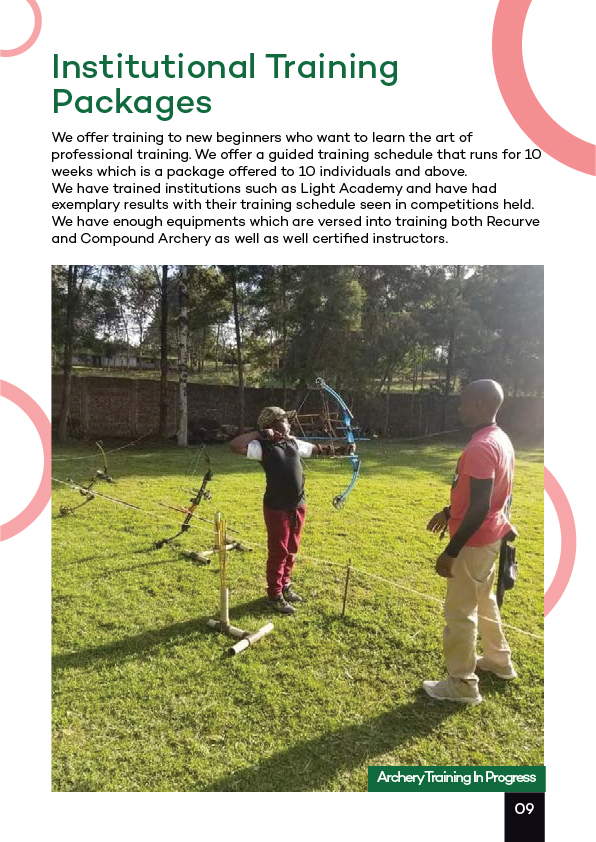 Institutional Training
Packages
We offer training to new beginners who want to learn the art of
professional training. We offer a guided training schedule that runs for 10
weeks which is a package offered to 10 individuals and above.
We have trained institutions such as Light Academy and have had
exemplary results with their training schedule seen in competitions held.
We have enough equipments which are versed into training both Recurve
and Compound Archery as well as well certified instructors.
Archery Training In Progress
09